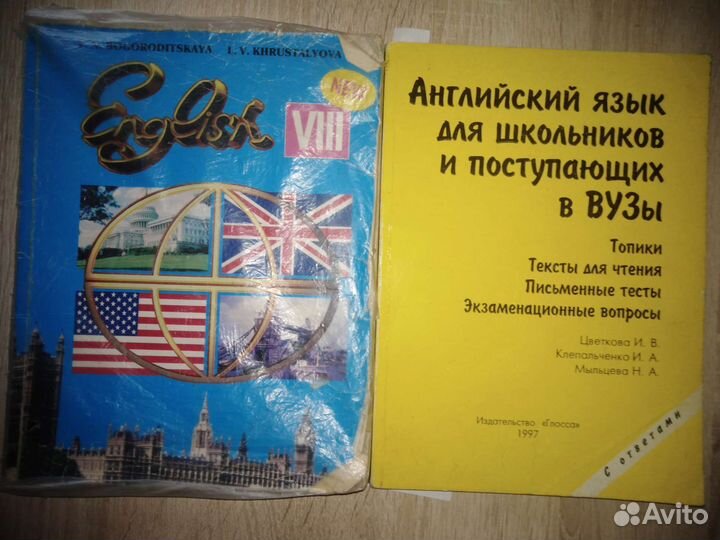 BOGORODITSKAYA L. V. KHRUSTALYOVA
English
NEW
VIII
Английский язык
для школьников
и поступающих
в ВУЗы
Топики
Тексты для чтения
Письменные тесты
Экзаменационные вопросы
Цветкова И. В.
Клепальченко И. А.
Мыльцева Н. А.
Издательство «Глосса»
1997
С ответами
Avito